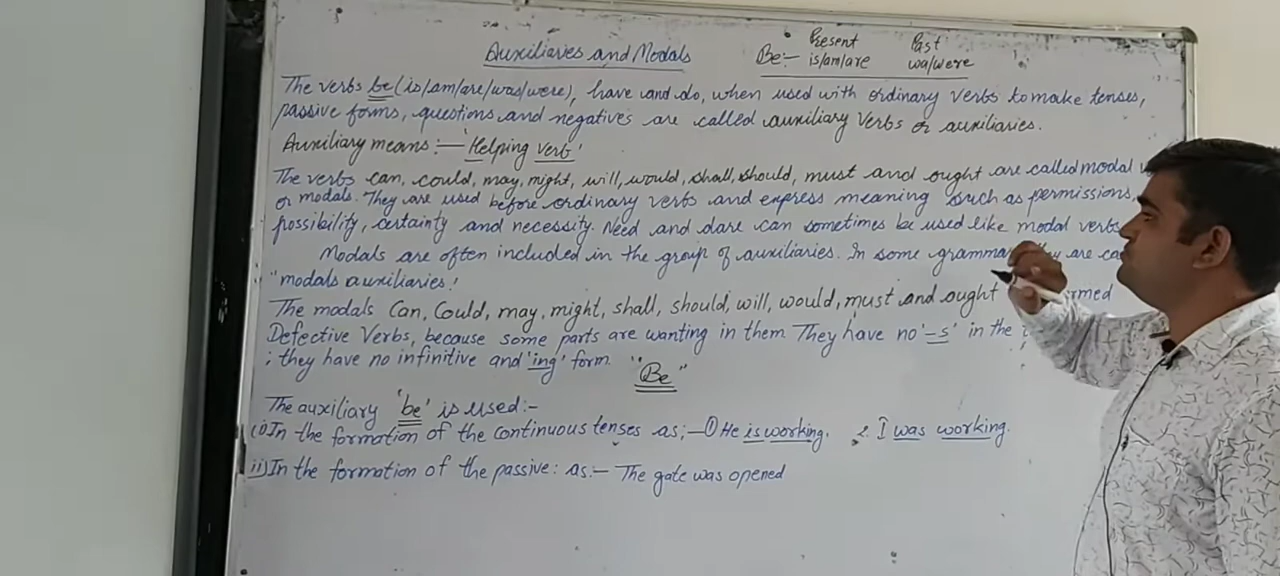 Auxiliaries and Modals
Present Past
Be:- is/am/are wa/were
The verbs be (is/am/are/was/were), have and do, when used with ordinary verbs to make tenses,
passive forms, questions and negatives are called auxiliary verbs or auxiliaries.
Auxiliary means:- 'Helping verb'
The verbs can, could, may, might, will, would, shall, should, must and ought are called modal
or modals. They are used before ordinary verbs and express meaning such as permissions,
possibility, certainty and necessity. Need and dare can sometimes be used like modal verbs
Modals are often included in the group of auxiliaries. In some are
"modals auxiliaries!
The modals Can, Could, may, might, shall, should, will, would, must and ought
Defective Verbs, because some parts are wanting in them. They have no '-s' in the
; they have no infinitive and 'ing' form.
"Be"
The auxiliary 'be' is used:-
(i) In the formation of the continuous tenses as:- ① He is working. 2. I was working.
ii) In the formation of the passive: as:- The gate was opened